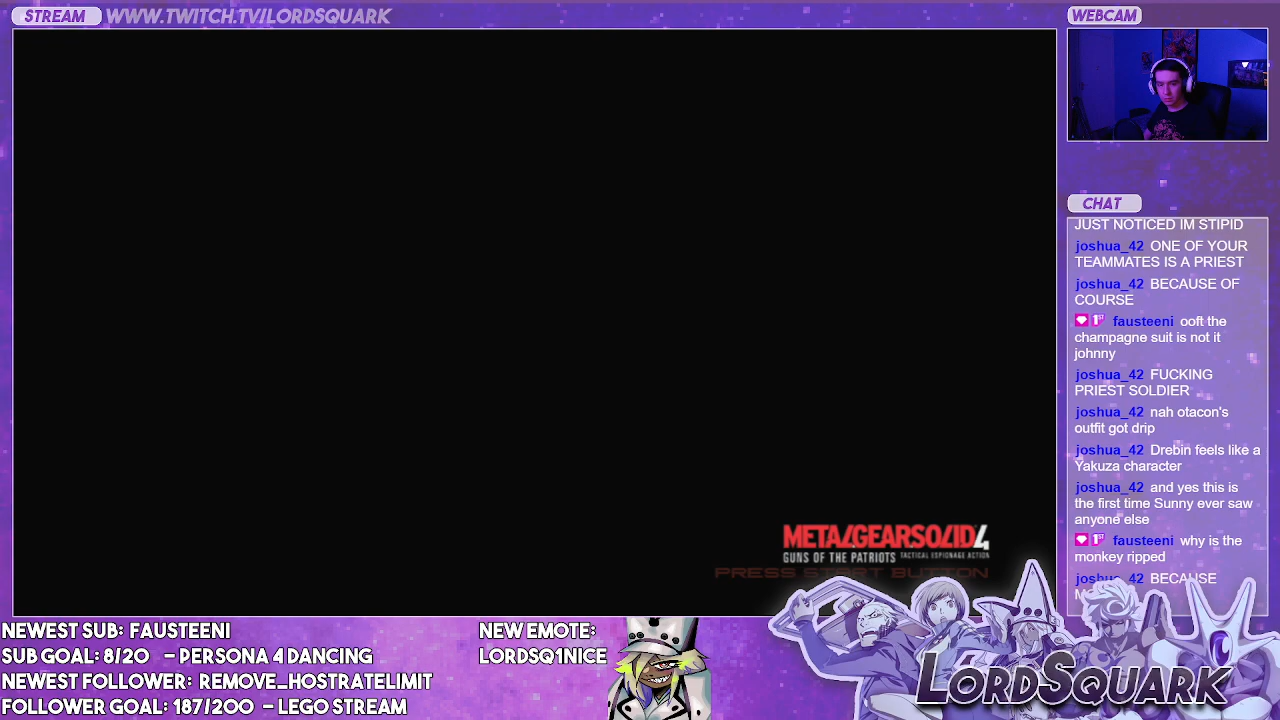 STREAM
WWW.TWITCH.TV/LORDSQUARK
WEBCAM
CHAT
JUST NOTICED IM STIPID
joshua_42 ONE OF YOUR
TEAMMATES IS A PRIEST
joshua_42 BECAUSE OF
COURSE
1ST fausteeni ooft the
champagne suit is not it
johnny
joshua_42 FUCKING
PRIEST SOLDIER
joshua_42 nah otacon's
outfit got drip
joshua_42 Drebin feels like a
Yakuza character
joshua_42 and yes this is
the first time Sunny ever saw
anyone else
1ST fausteeni why is the
monkey ripped
joshua_42 BECAUSE
METAL GEAR SOLID 4
GUNS OF THE PATRIOTS TACTICAL ESPIONAGE ACTION
PRESS START BUTTON
NEWEST SUB: FAUSTEENI
SUB GOAL: 8/20 - PERSONA 4 DANCING
NEWEST FOLLOWER: REMOVE_HOSTRATELIMIT
FOLLOWER GOAL: 187/200 - LEGO STREAM
NEW EMOTE:
LORDSQ1NICE
LORDSQUARK